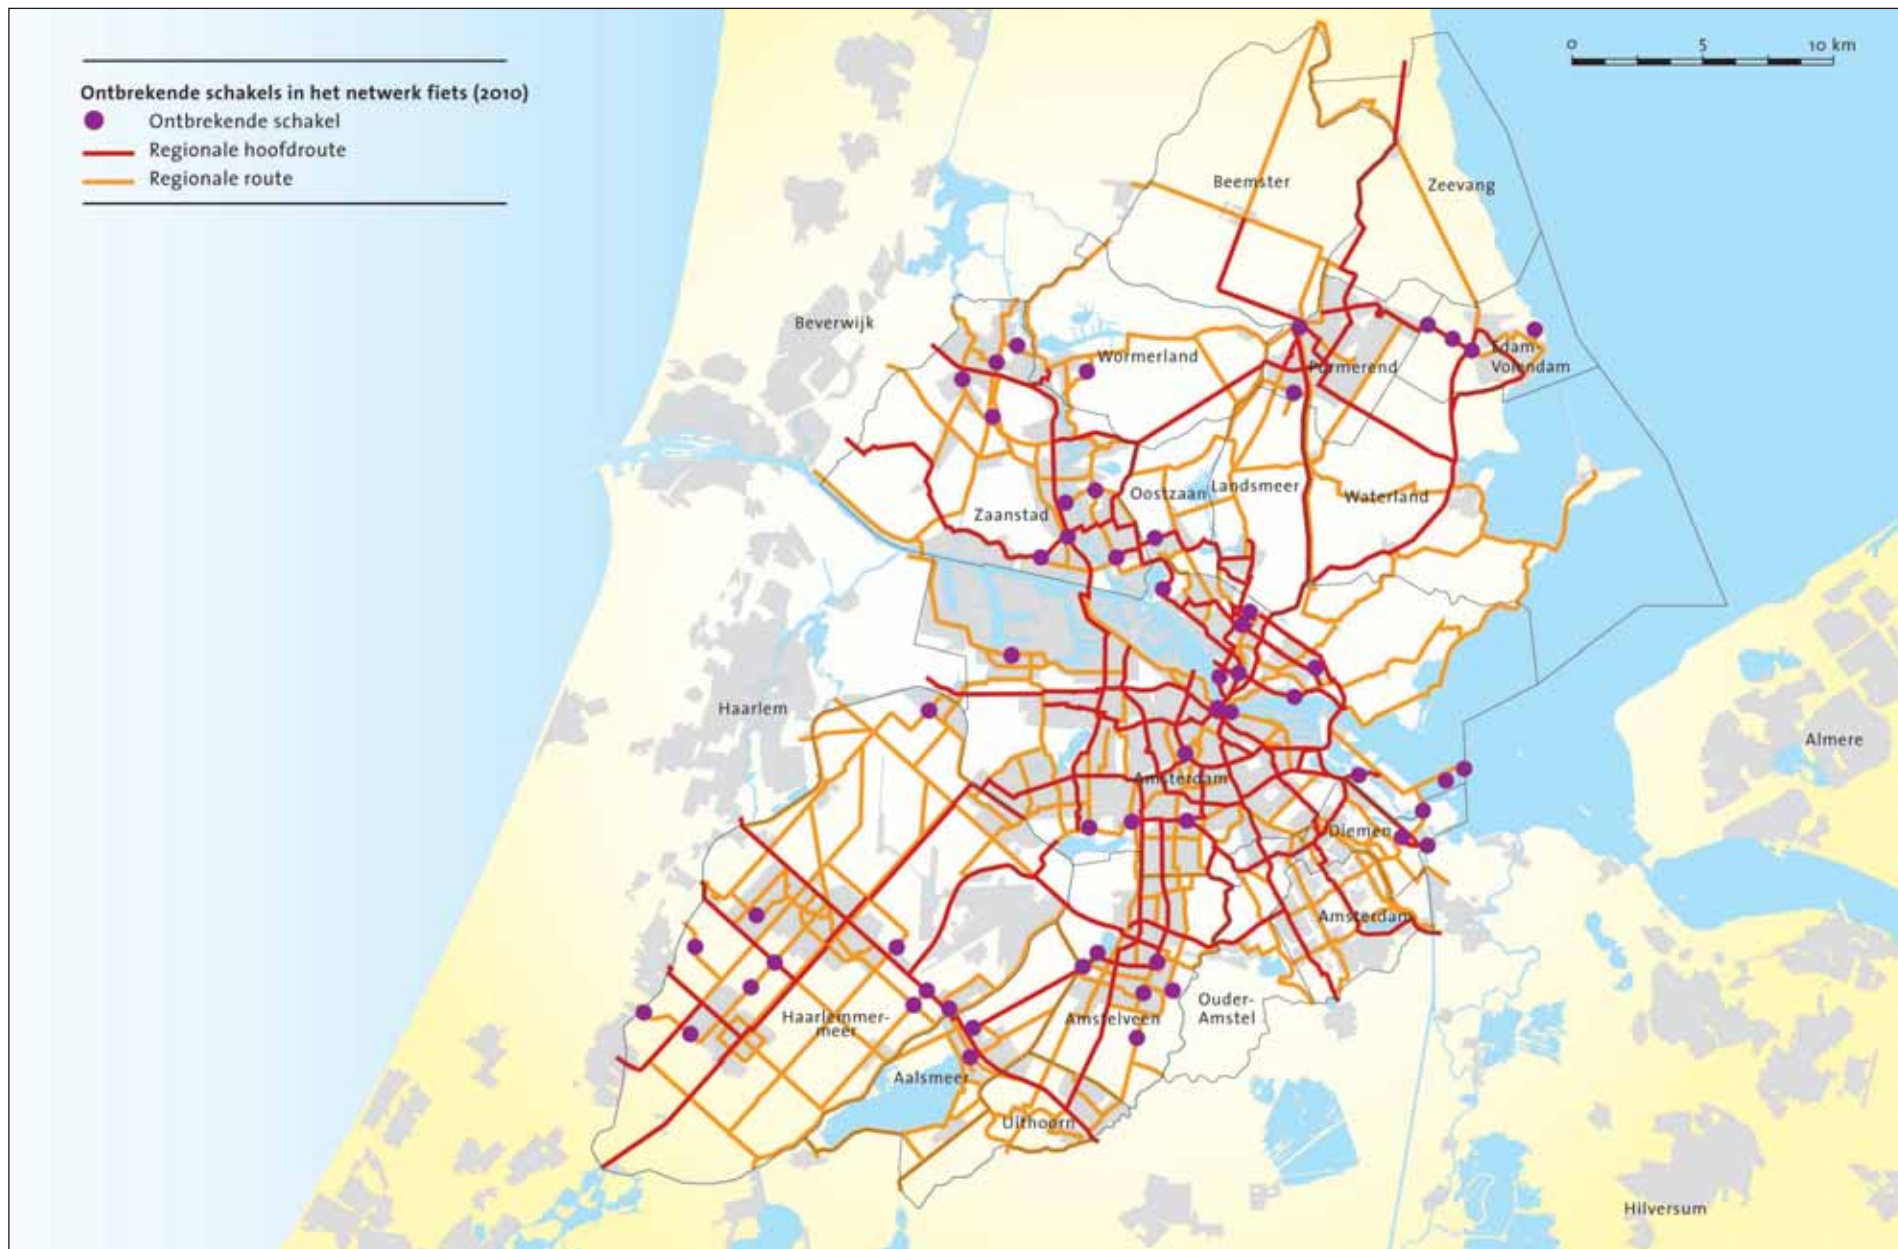 Ontbrekende schakels in het netwerk fiets (2010)
Ontbrekende schakel
Regionale hoofdroute
Regionale route
0 5 10 km
Beemster
Zeevang
Beverwijk
Wormerland
Purmerend
Edam-
Volendam
Zaanstad
Oostzaan
Landsmeer
Waterland
Haarlem
Almere
Amsterdam
Diemen
Amsterdam
Haarlemmer-
meer
Amstelveen
Ouder-
Amstel
Aalsmeer
Uithoorn
Hilversum